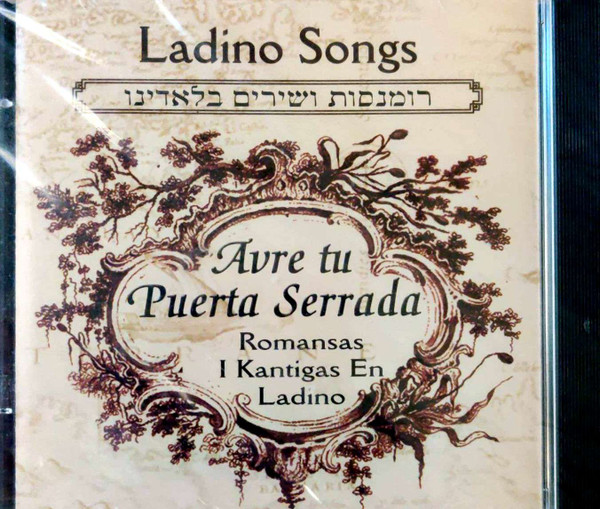 Ladino Songs
רומנסות ושירים בלאדינו
Avre tu
Puerta Serrada
Romansas
I Kantigas En
Ladino